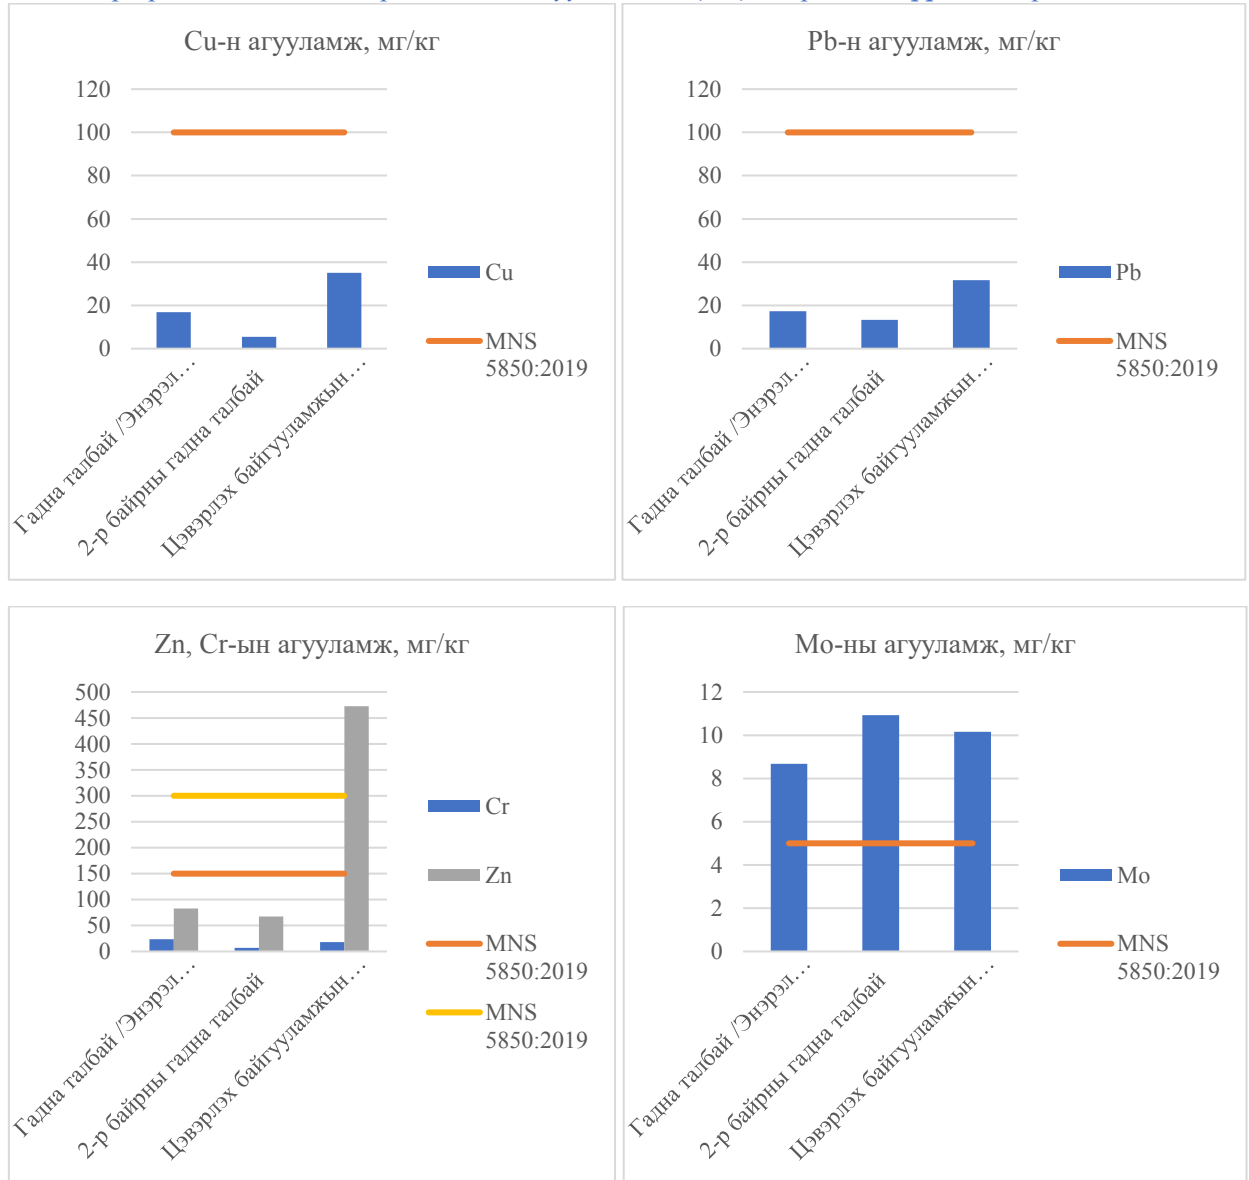 Cu-н агууламж, мг/кг
120
100
80
60
40
20
0
Гадна талбай /Энэрэл…
2-р байрны гадна талбай
Цэвэрлэх байгууламжын…
Cu
MNS
5850:2019
Pb-н агууламж, мг/кг
120
100
80
60
40
20
0
Гадна талбай /Энэрэл…
2-р байрны гадна талбай
Цэвэрлэх байгууламжын…
Pb
MNS
5850:2019
Zn, Cr-ын агууламж, мг/кг
500
450
400
350
300
250
200
150
100
50
0
Гадна талбай /Энэрэл…
2-р байрны гадна талбай
Цэвэрлэх байгууламжын…
Cr
Zn
MNS
5850:2019
MNS
5850:2019
Mo-ны агууламж, мг/кг
12
10
8
6
4
2
0
Гадна талбай /Энэрэл…
2-р байрны гадна талбай
Цэвэрлэх байгууламжын…
Mo
MNS
5850:2019